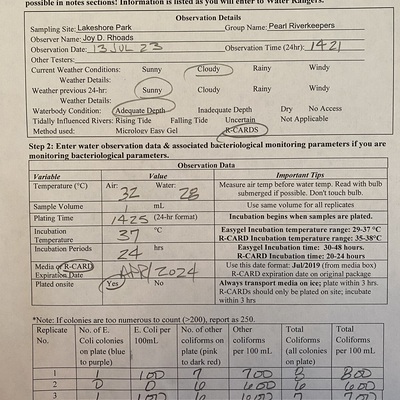 possible in notes sections! Information is listed as you will enter to Water Rangers.
Observation Details
Sampling Site: Lakeshore Park Group Name: Pearl Riverkeepers
Observer Name: Joy D. Rhoads
Observation Date: 13 JUL 23 Observation Time (24hr): 1421
Other Testers:
Current Weather Conditions: Sunny Cloudy Rainy Windy
Weather Details:
Weather previous 24-hr: Sunny Cloudy Rainy Windy
Weather Details:
Waterbody Condition: Adequate Depth Inadequate Depth Dry No Access
Tidally Influenced Rivers: Rising Tide Falling Tide Uncertain Not Applicable
Method used: Micrology Easy Gel R-CARDS
Step 2: Enter water observation data & associated bacteriological monitoring parameters if you are
monitoring bacteriological parameters.
Observation Data
Variable Value Important Tips
Temperature (°C) Air: 32 Water: 28 Measure air temp before water temp. Read with bulb
submerged if possible. Don't touch bulb.
Sample Volume 1 mL Use same volume for all replicates
Plating Time 1425 (24-hr format) Incubation begins when samples are plated.
Incubation Temperature 37 °C Easygel Incubation temperature range: 29-37 °C
R-CARD Incubation temperature range: 35-38°C
Incubation Periods 24 hrs Easygel Incubation time: 30-48 hours.
R-CARD Incubation time: 20-24 hours
Media or R-CARD Expiration Date APR/2024 Use this date format: Jul/2019 (from media box)
R-CARD expiration date on original package
Plated onsite Yes No Always transport media on ice; plate within 3 hrs.
R-CARDs should only be plated on site; incubate
within 3 hrs
*Note: If colonies are too numerous to count (>200), report as 250.
Replicate No. No. of E. Coli colonies on plate (blue to purple) E. Coli per 100mL No. of other coliforms on plate (pink to dark red) Other coliforms per 100 mL Total Coliforms (all colonies on plate) Total Coliforms per 100 mL
1 1 100 7 700 8 800
2 0 0 6 600 6 600
3 1 100